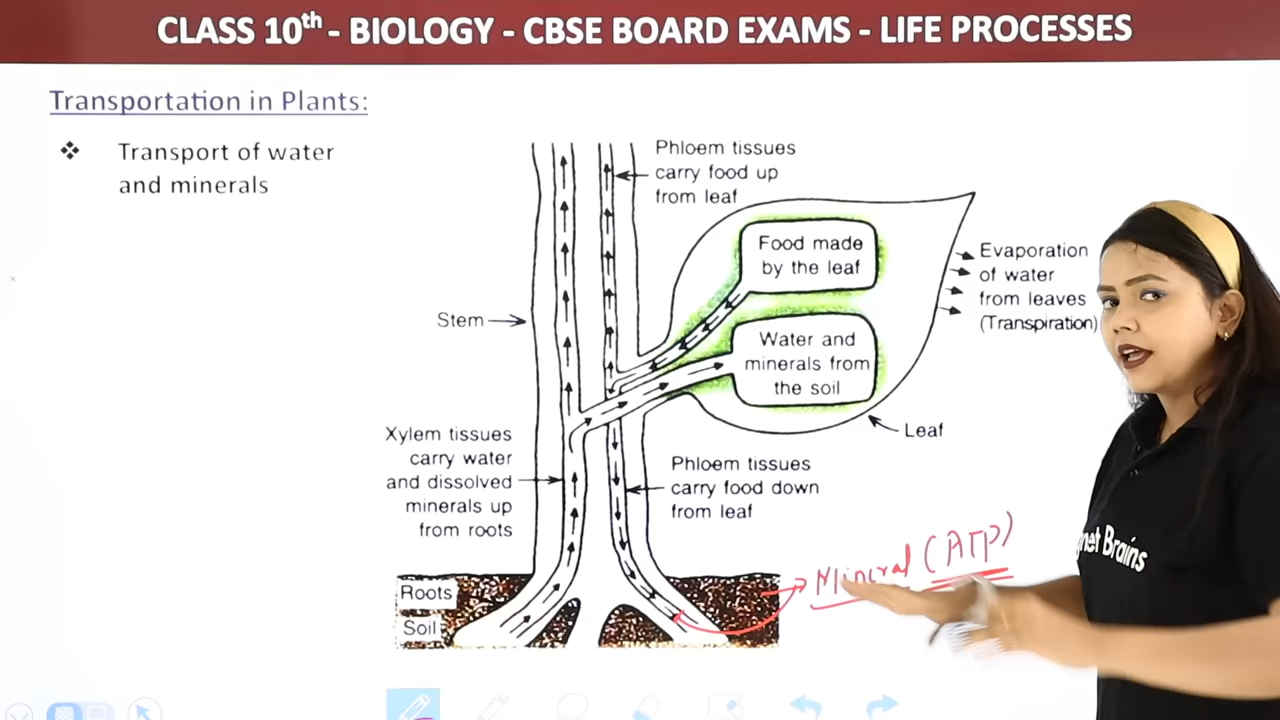 CLASS 10th - BIOLOGY - CBSE BOARD EXAMS - LIFE PROCESSES
Transportation in Plants:
❖ Transport of water
and minerals
Phloem tissues
carry food up
from leaf
Food made
by the leaf
Evaporation
of water
from leaves
(Transpiration)
Stem
Water and
minerals from
the soil
Leaf
Xylem tissues
carry water
and dissolved
minerals up
from roots
Phloem tissues
carry food down
from leaf
Mineral (ATP)
Roots
Soil
gnet Brains